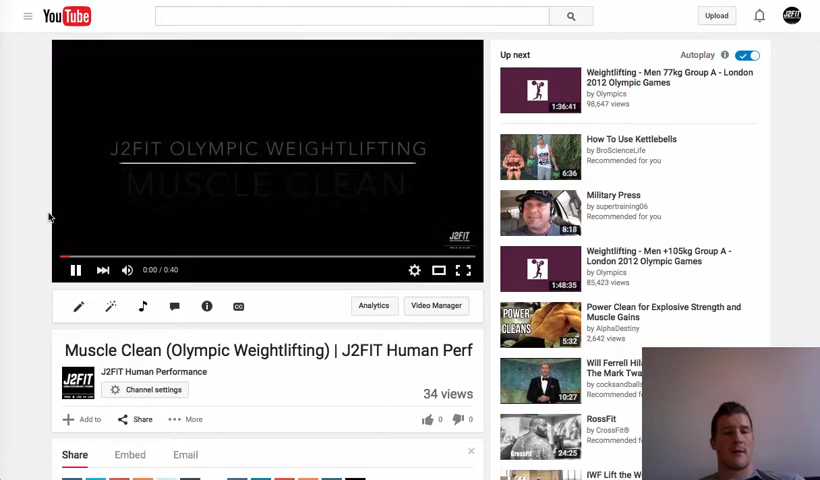 YouTube
Upload
J2FIT
J2FIT OLYMPIC WEIGHTLIFTING
MUSCLE CLEAN
J2FIT
0:00 / 0:40
Analytics
Video Manager
Muscle Clean (Olympic Weightlifting) | J2FIT Human Perf
J2FIT
J2FIT Human Performance
Channel settings
34 views
Add to
Share
More
0
0
Share
Embed
Email
Up next
Autoplay
Weightlifting - Men 77kg Group A - London
2012 Olympic Games
by Olympics
98,647 views
1:36:41
How To Use Kettlebells
by BroScienceLife
Recommended for you
6:36
Military Press
by supertraining06
Recommended for you
8:18
Weightlifting - Men +105kg Group A -
London 2012 Olympic Games
by Olympics
85,423 views
1:48:35
POWER
CLEANS
5:32
Power Clean for Explosive Strength and
Muscle Gains
by AlphaDestiny
2,642 views
Will Ferrell
The Mark Twa
by cocksandballs
Recommended fo
10:27
RossFit
by CrossFit®
Recommended fo
CrossFit
24:25
IWF Lift the W